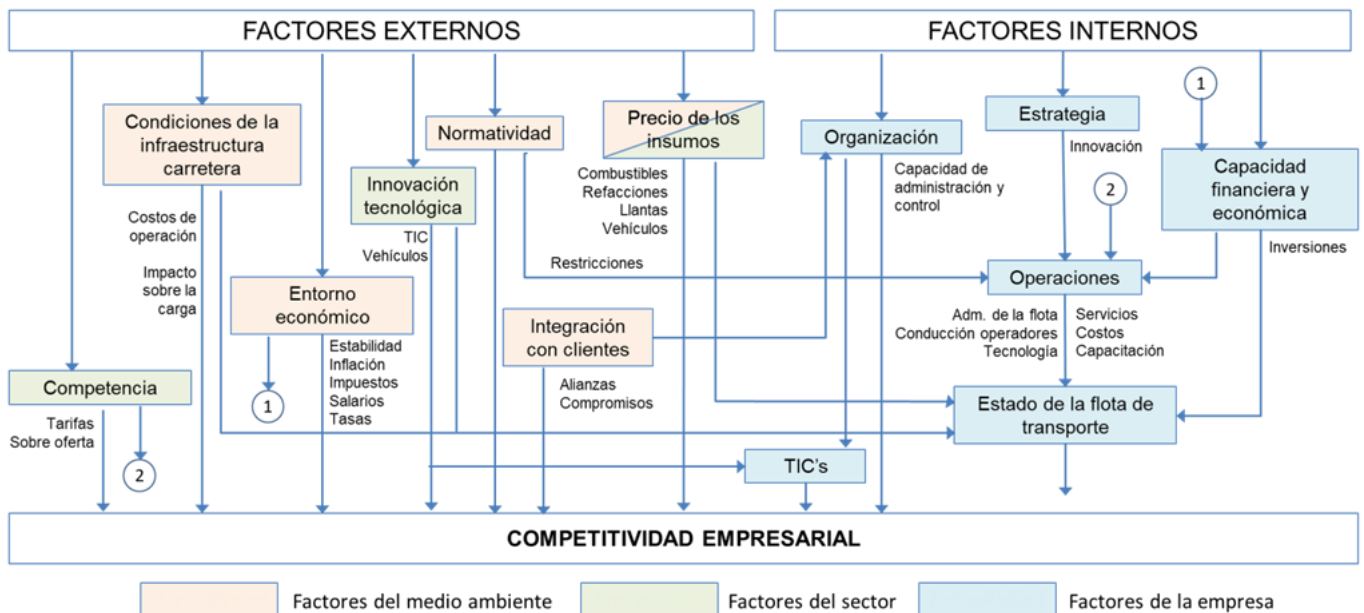 FACTORES EXTERNOS
FACTORES INTERNOS
Condiciones de la
infraestructura
carretera
Costos de
operación
Impacto
sobre la
carga
Normatividad
Restricciones
Precio de los
insumos
Combustibles
Refacciones
Llantas
Vehículos
Innovación
tecnológica
TIC
Vehículos
Entorno
económico
Estabilidad
Inflación
Impuestos
Salarios
Tasas
1
Integración
con clientes
Alianzas
Compromisos
Competencia
Tarifas
Sobre oferta
2
Organización
Capacidad de
administración y
control
Estrategia
Innovación
2
1
Capacidad
financiera y
económica
Inversiones
Operaciones
Adm. de la flota
Conducción operadores
Tecnología
Servicios
Costos
Capacitación
Estado de la flota de
transporte
TIC's
COMPETITIVIDAD EMPRESARIAL
Factores del medio ambiente
Factores del sector
Factores de la empresa